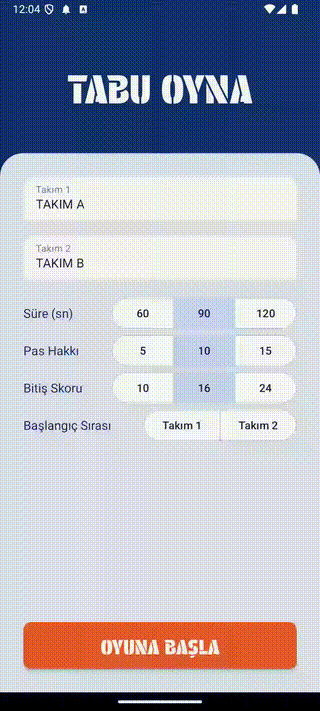 12:04
TABU OYNA
Takım 1
TAKIM A
Takım 2
TAKIM B
Süre (sn) 60 90 120
Pas Hakkı 5 10 15
Bitiş Skoru 10 16 24
Başlangıç Sırası Takım 1 Takım 2
OYUNA BAŞLA